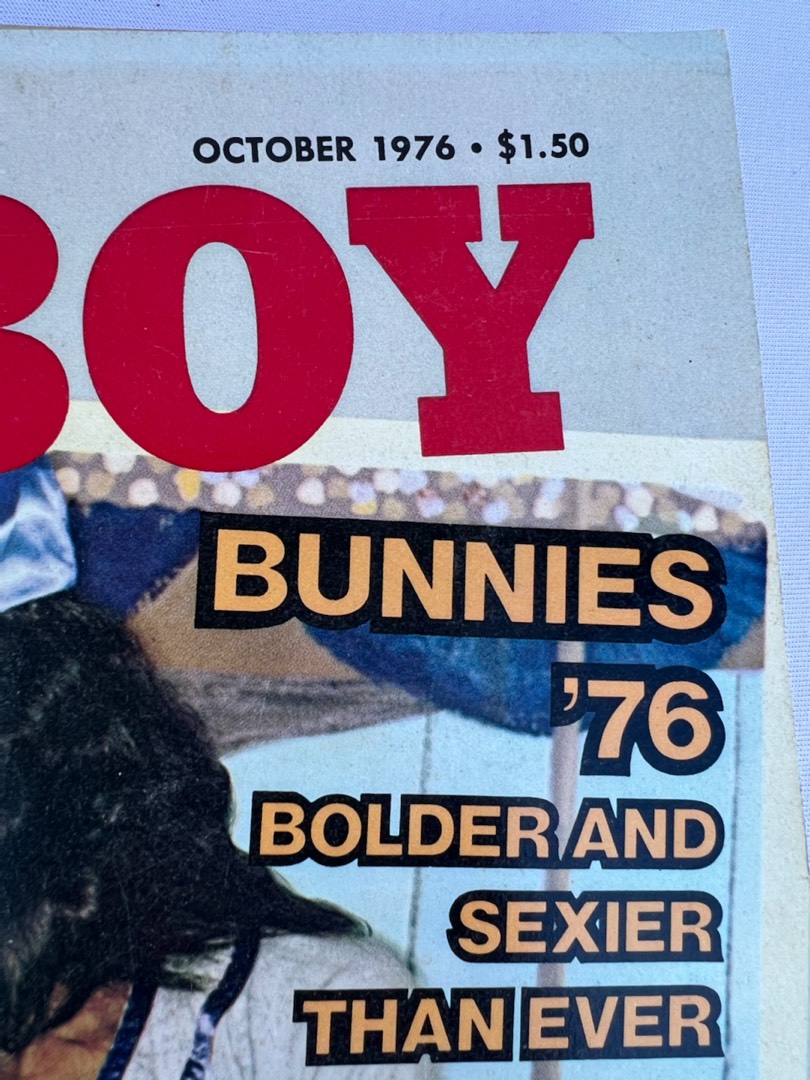 OCTOBER 1976 • $1.50
BOY
BUNNIES
'76
BOLDER AND
SEXIER
THAN EVER